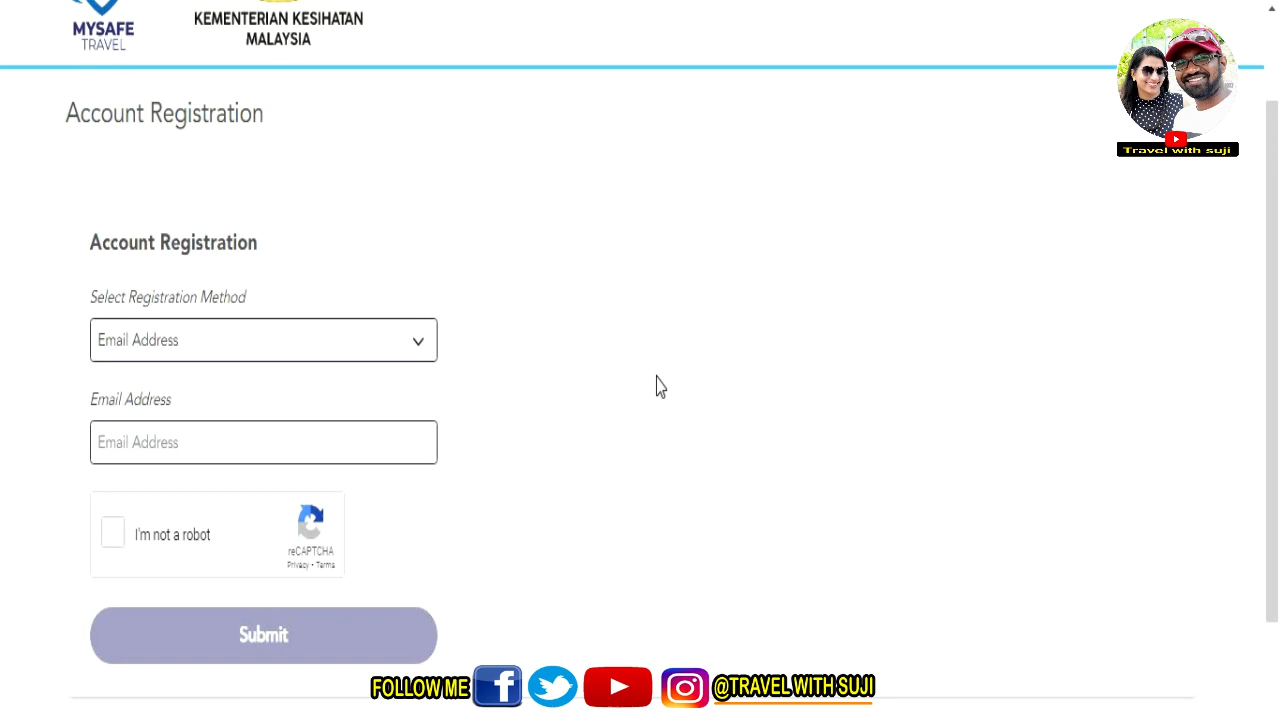 MYSAFE
TRAVEL
KEMENTERIAN KESIHATAN
MALAYSIA
Travel with suji
Account Registration
Account Registration
Select Registration Method
Email Address
Email Address
Email Address
I'm not a robot
reCAPTCHA
Privacy • Terms
Submit
FOLLOW ME
@TRAVEL WITH SUJI